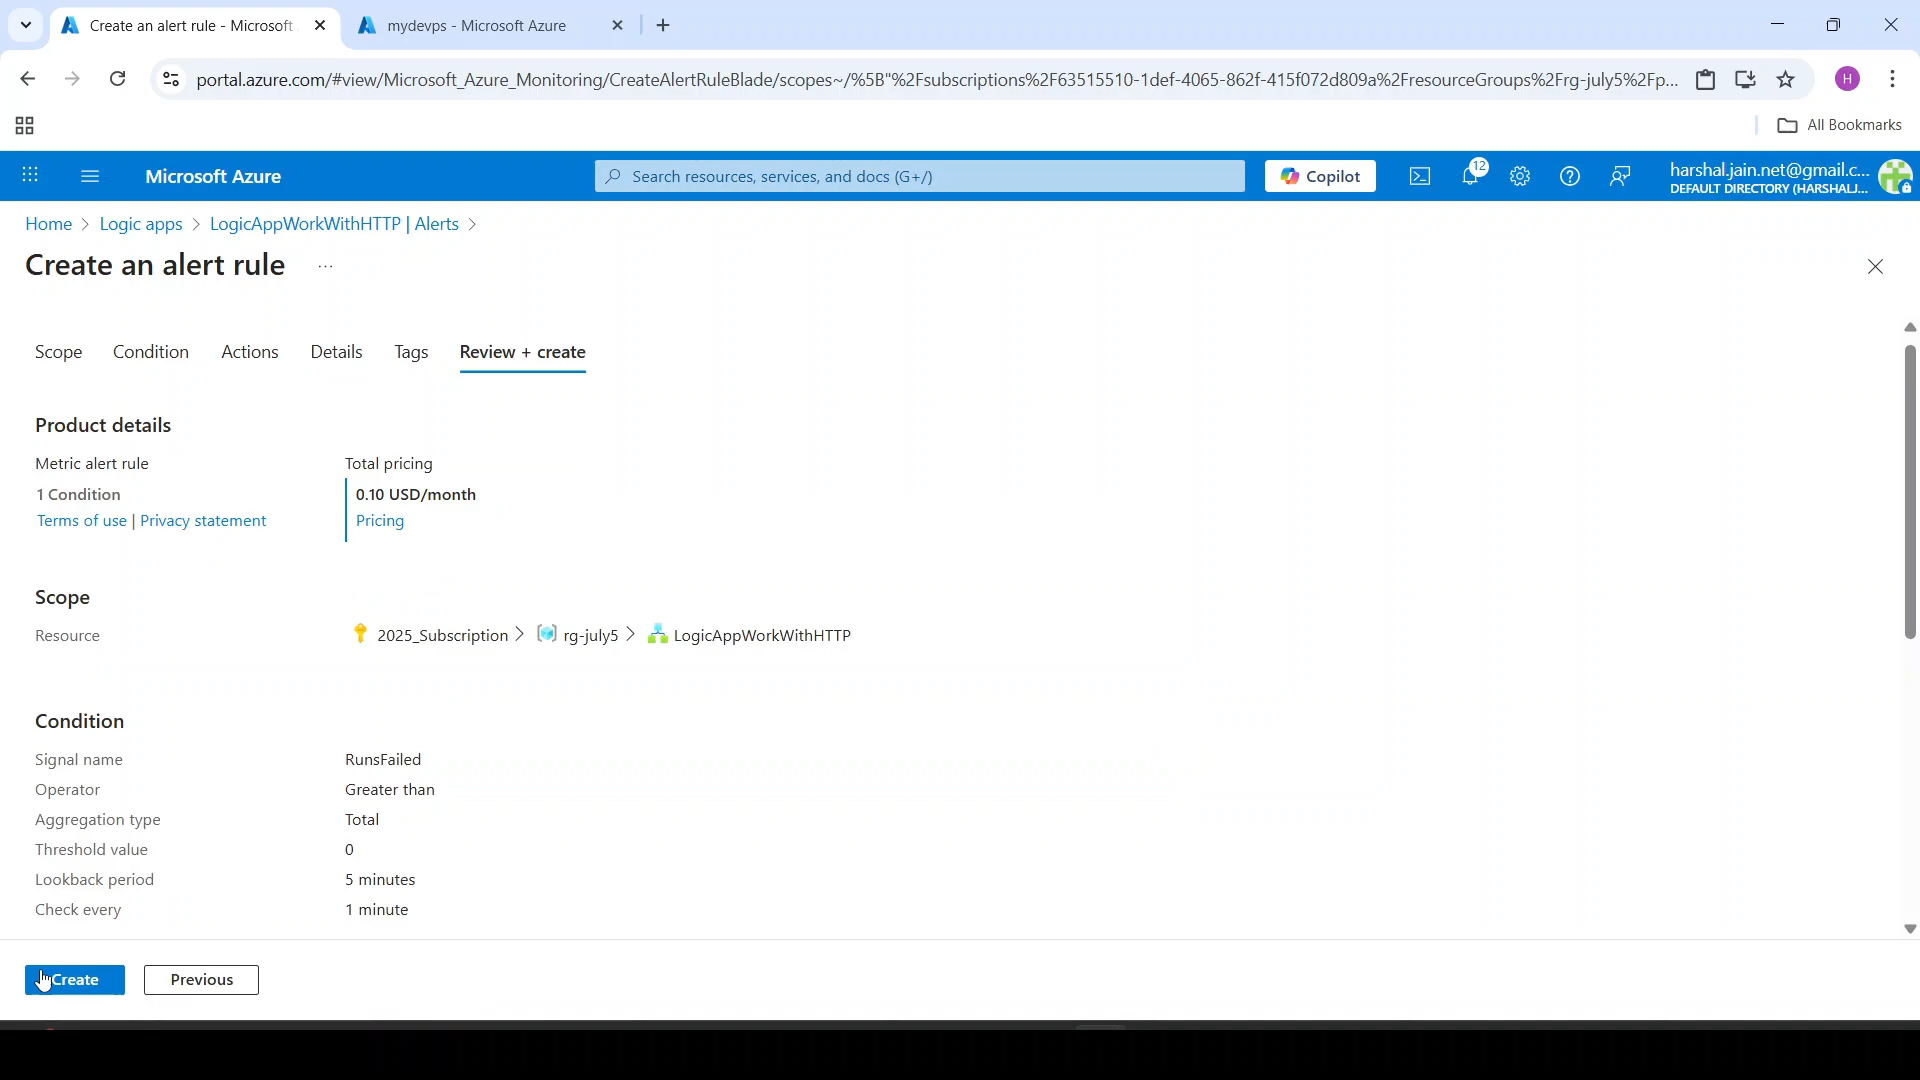 Create an alert rule - Microsoft
mydevps - Microsoft Azure
portal.azure.com/#view/Microsoft_Azure_Monitoring/CreateAlertRuleBlade/scopes~/%5B"%2Fsubscriptions%2F63515510-1def-4065-862f-415f072d809a%2FresourceGroups%2Frg-july5%2Fp...
H
All Bookmarks
Microsoft Azure
Search resources, services, and docs (G+/)
Copilot
12
harshal.jain.net@gmail.c...
DEFAULT DIRECTORY (HARSHALJ...
Home > Logic apps > LogicAppWorkWithHTTP | Alerts >
Create an alert rule ...
Scope Condition Actions Details Tags Review + create
Product details
Metric alert rule Total pricing
1 Condition 0.10 USD/month
Terms of use | Privacy statement Pricing
Scope
Resource 2025_Subscription > rg-july5 > LogicAppWorkWithHTTP
Condition
Signal name RunsFailed
Operator Greater than
Aggregation type Total
Threshold value 0
Lookback period 5 minutes
Check every 1 minute
Create Previous